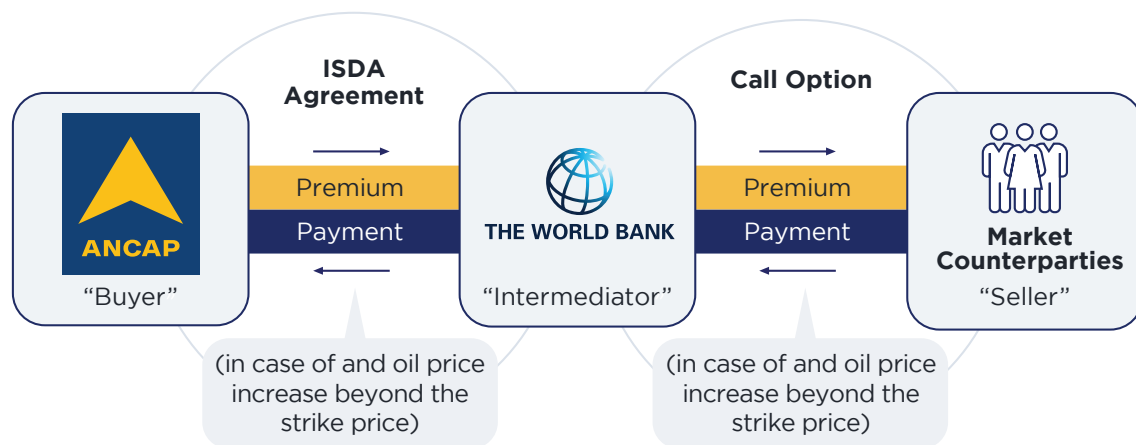 ISDA
Agreement
Call Option
ANCAP
"Buyer"
Premium
Payment
THE WORLD BANK
"Intermediator"
Premium
Payment
Market
Counterparties
"Seller"
(in case of and oil price
increase beyond the
strike price)
(in case of and oil price
increase beyond the
strike price)